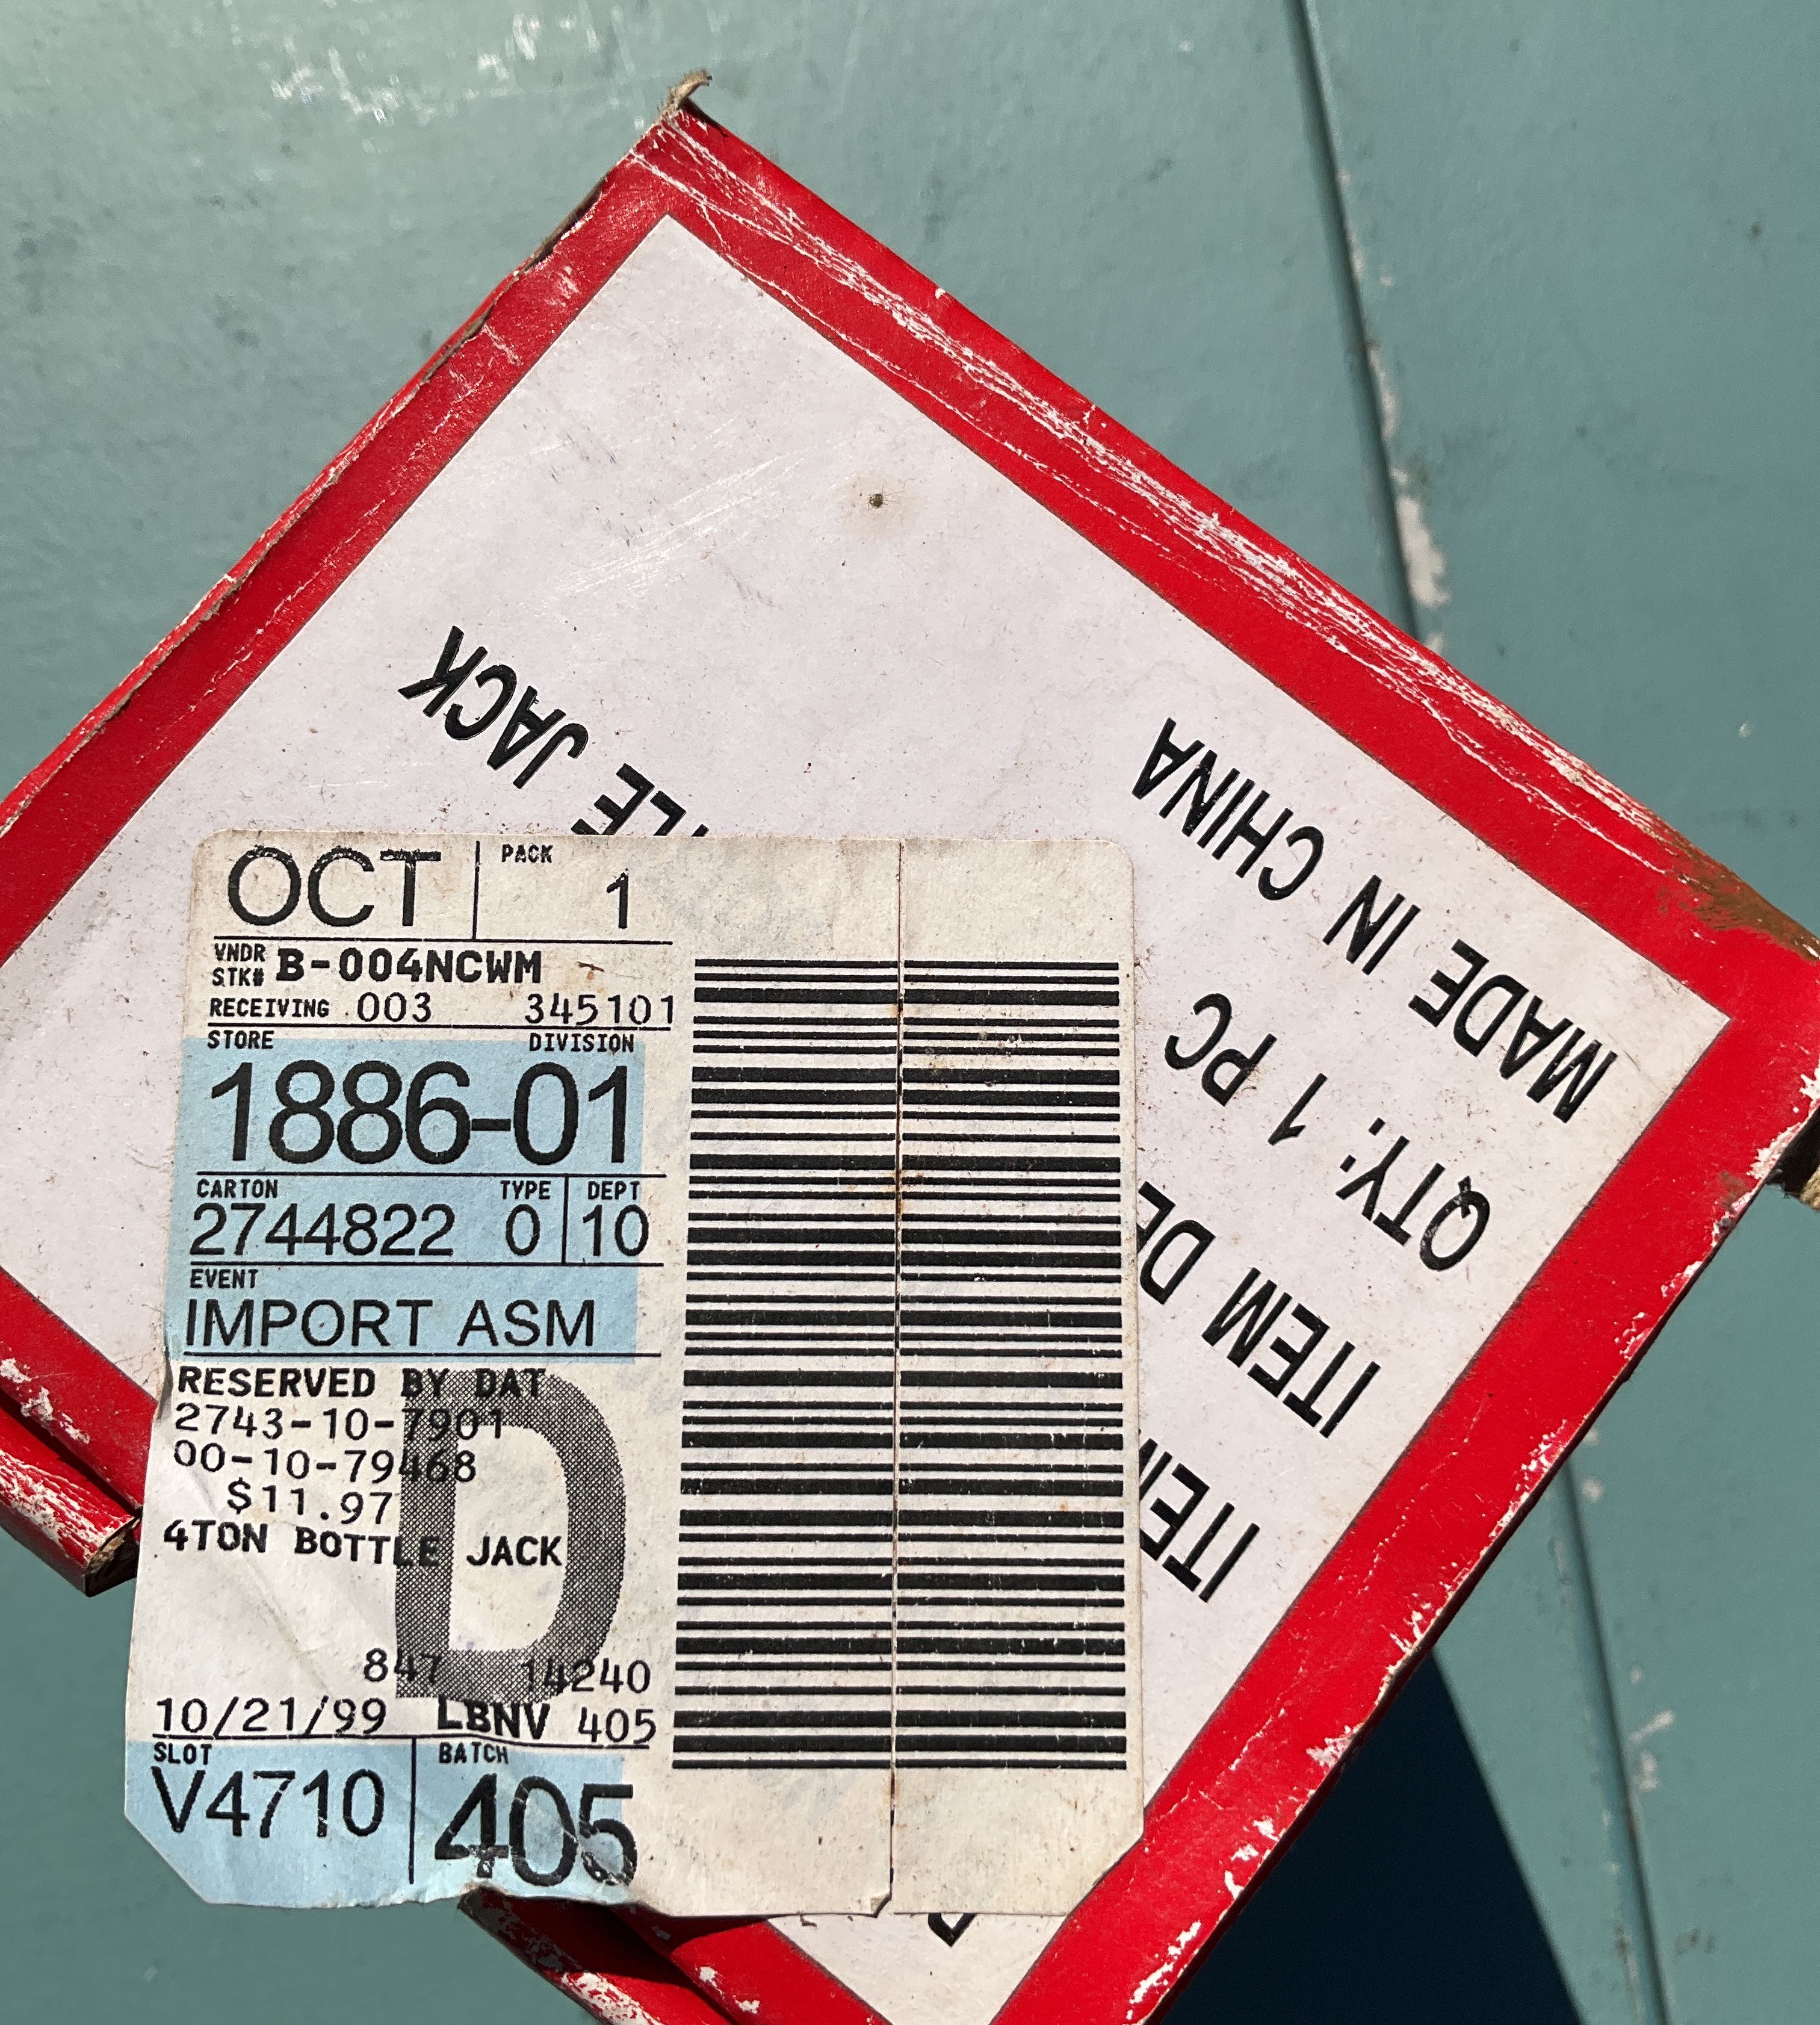 OCT PACK 1
VNDR STK# B-004NCWM
RECEIVING 003 345101
STORE DIVISION
1886-01
CARTON TYPE DEPT
2744822 0 10
EVENT
IMPORT ASM
RESERVED BY DAT
2743-10-7901
00-10-79468
$11.97
4TON BOTTLE JACK
847 14240
10/21/99 LBNV 405
SLOT BATCH
V4710 405
JACK
ITEM
QTY: 1 PC
MADE IN CHINA